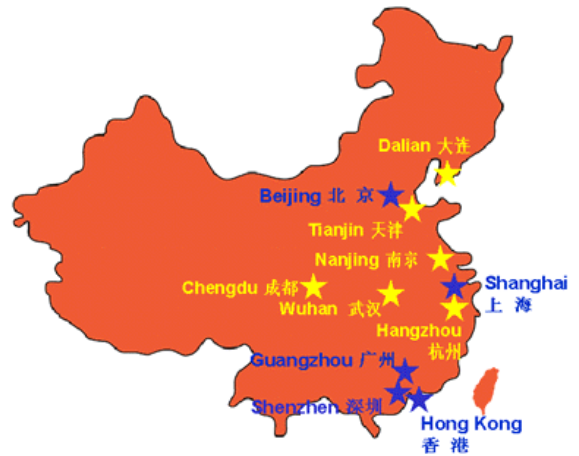 Dalian 大连
Beijing 北 京
Tianjin 天津
Nanjing 南京
Chengdu 成都
Shanghai
上 海
Wuhan 武汉
Hangzhou
杭州
Guangzhou 广州
Shenzhen 深圳
Hong Kong
香 港